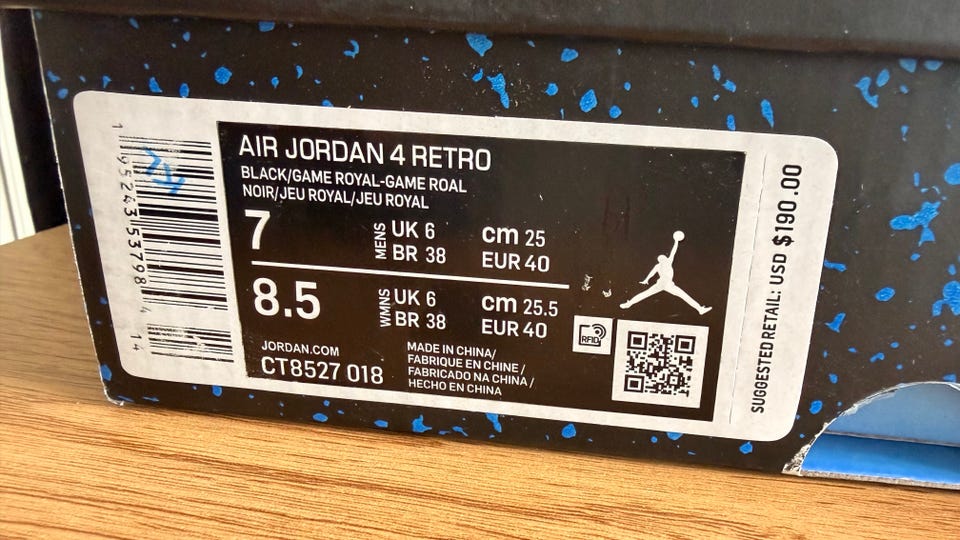 AIR JORDAN 4 RETRO
BLACK/GAME ROYAL-GAME ROAL
NOIR/JEU ROYAL/JEU ROYAL
7
MENS
UK 6
BR 38
cm 25
EUR 40
8.5
WMNS
UK 6
BR 38
cm 25.5
EUR 40
JORDAN.COM
CT8527 018
MADE IN CHINA/
FABRIQUE EN CHINE /
FABRICADO NA CHINA /
HECHO EN CHINA
RFID
SUGGESTED RETAIL: USD $190.00
1 95243 53798 4
14